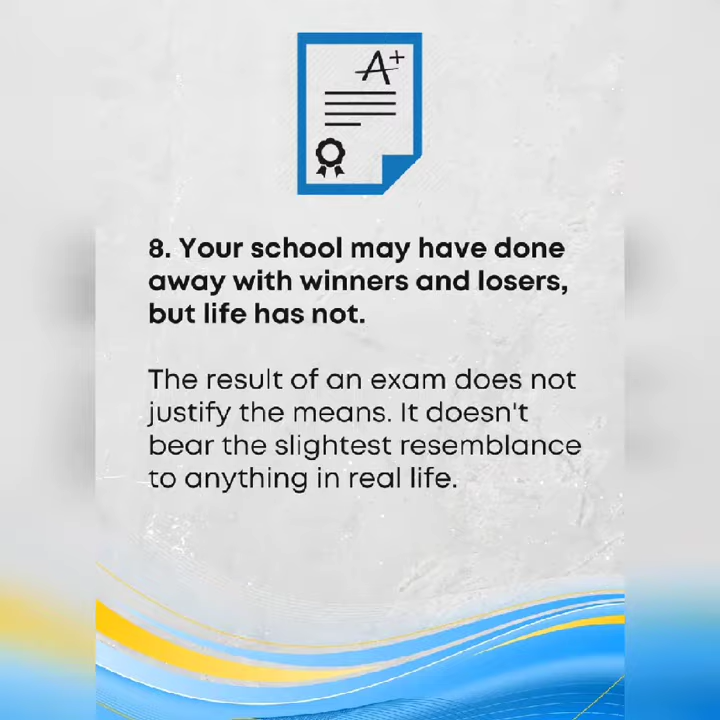 A+
8. Your school may have done
away with winners and losers,
but life has not.
The result of an exam does not
justify the means. It doesn't
bear the slightest resemblance
to anything in real life.